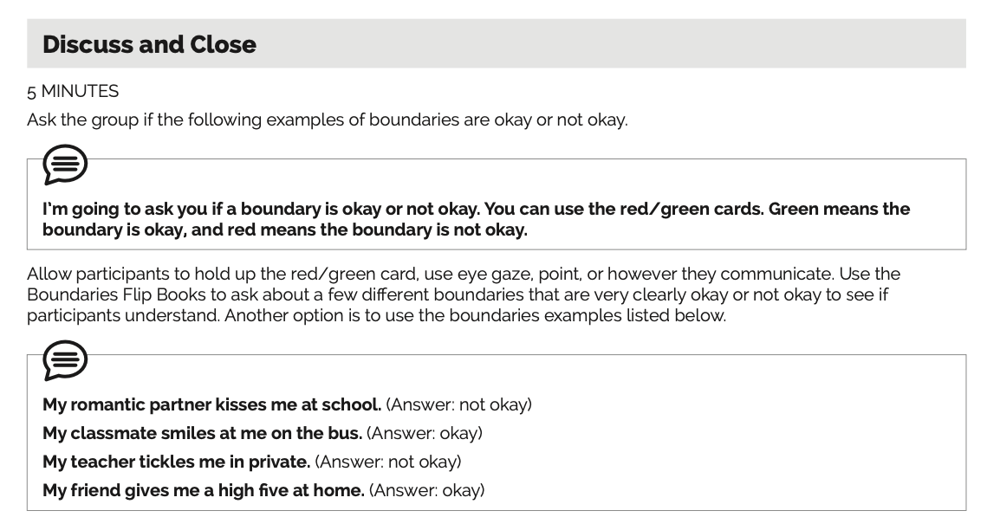 Discuss and Close
5 MINUTES
Ask the group if the following examples of boundaries are okay or not okay.
I'm going to ask you if a boundary is okay or not okay. You can use the red/green cards. Green means the
boundary is okay, and red means the boundary is not okay.
Allow participants to hold up the red/green card, use eye gaze, point, or however they communicate. Use the
Boundaries Flip Books to ask about a few different boundaries that are very clearly okay or not okay to see if
participants understand. Another option is to use the boundaries examples listed below.
My romantic partner kisses me at school. (Answer: not okay)
My classmate smiles at me on the bus. (Answer: okay)
My teacher tickles me in private. (Answer: not okay)
My friend gives me a high five at home. (Answer: okay)